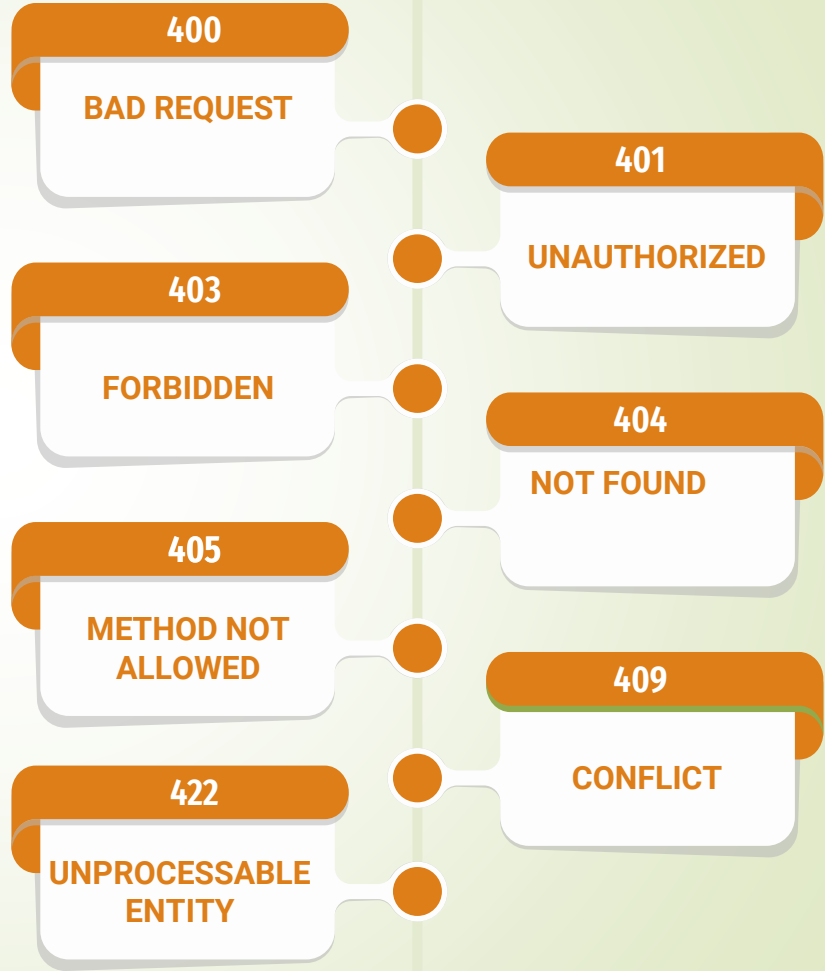 400
BAD REQUEST
401
UNAUTHORIZED
403
FORBIDDEN
404
NOT FOUND
405
METHOD NOT
ALLOWED
409
CONFLICT
422
UNPROCESSABLE
ENTITY